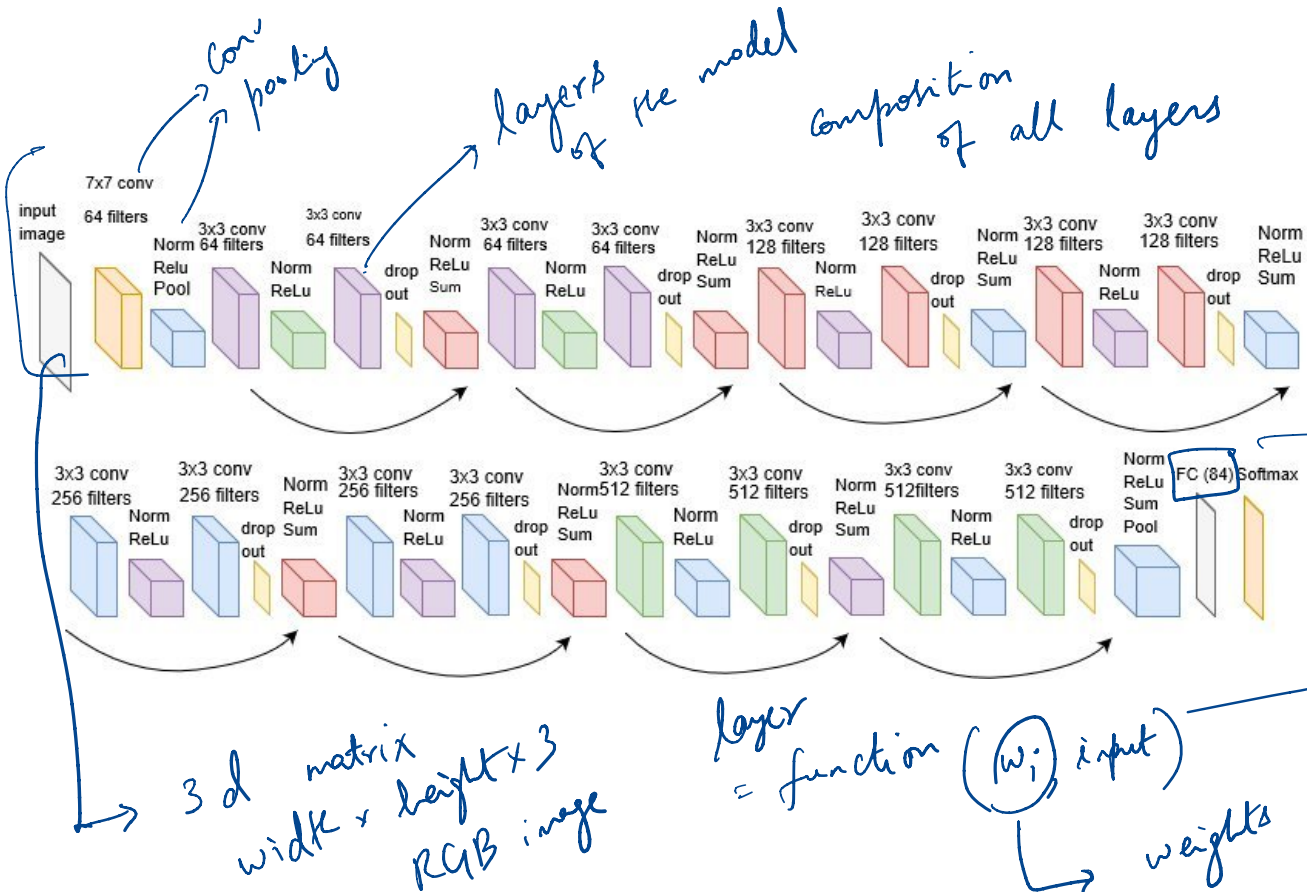 conv
pooling
layers
of the model
Composition
of all layers
input
image
7x7 conv
64 filters
Norm
Relu
Pool
3x3 conv
64 filters
Norm
ReLu
3x3 conv
64 filters
drop
out
Norm
ReLu
Sum
3x3 conv
64 filters
Norm
ReLu
3x3 conv
64 filters
drop
out
Norm
ReLu
Sum
3x3 conv
128 filters
Norm
ReLu
3x3 conv
128 filters
drop
out
Norm
ReLu
Sum
3x3 conv
128 filters
Norm
ReLu
3x3 conv
128 filters
drop
out
Norm
ReLu
Sum
3x3 conv
256 filters
Norm
ReLu
3x3 conv
256 filters
drop
out
Norm
ReLu
Sum
3x3 conv
256 filters
Norm
ReLu
3x3 conv
256 filters
drop
out
Norm
ReLu
Sum
3x3 conv
512 filters
Norm
ReLu
3x3 conv
512 filters
drop
out
Norm
ReLu
Sum
3x3 conv
512filters
Norm
ReLu
3x3 conv
512 filters
drop
out
Norm
ReLu
Sum
Pool
FC (84)
Softmax
3 d matrix
width x height x 3
RGB image
layer
= function (wi, input)
weights